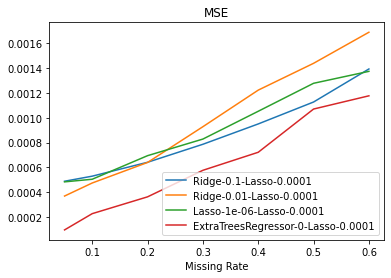 MSE
0.0016
0.0014
0.0012
0.0010
0.0008
0.0006
0.0004
0.0002
Ridge-0.1-Lasso-0.0001
Ridge-0.01-Lasso-0.0001
Lasso-1e-06-Lasso-0.0001
ExtraTreesRegressor-0-Lasso-0.0001
0.1 0.2 0.3 0.4 0.5 0.6
Missing Rate